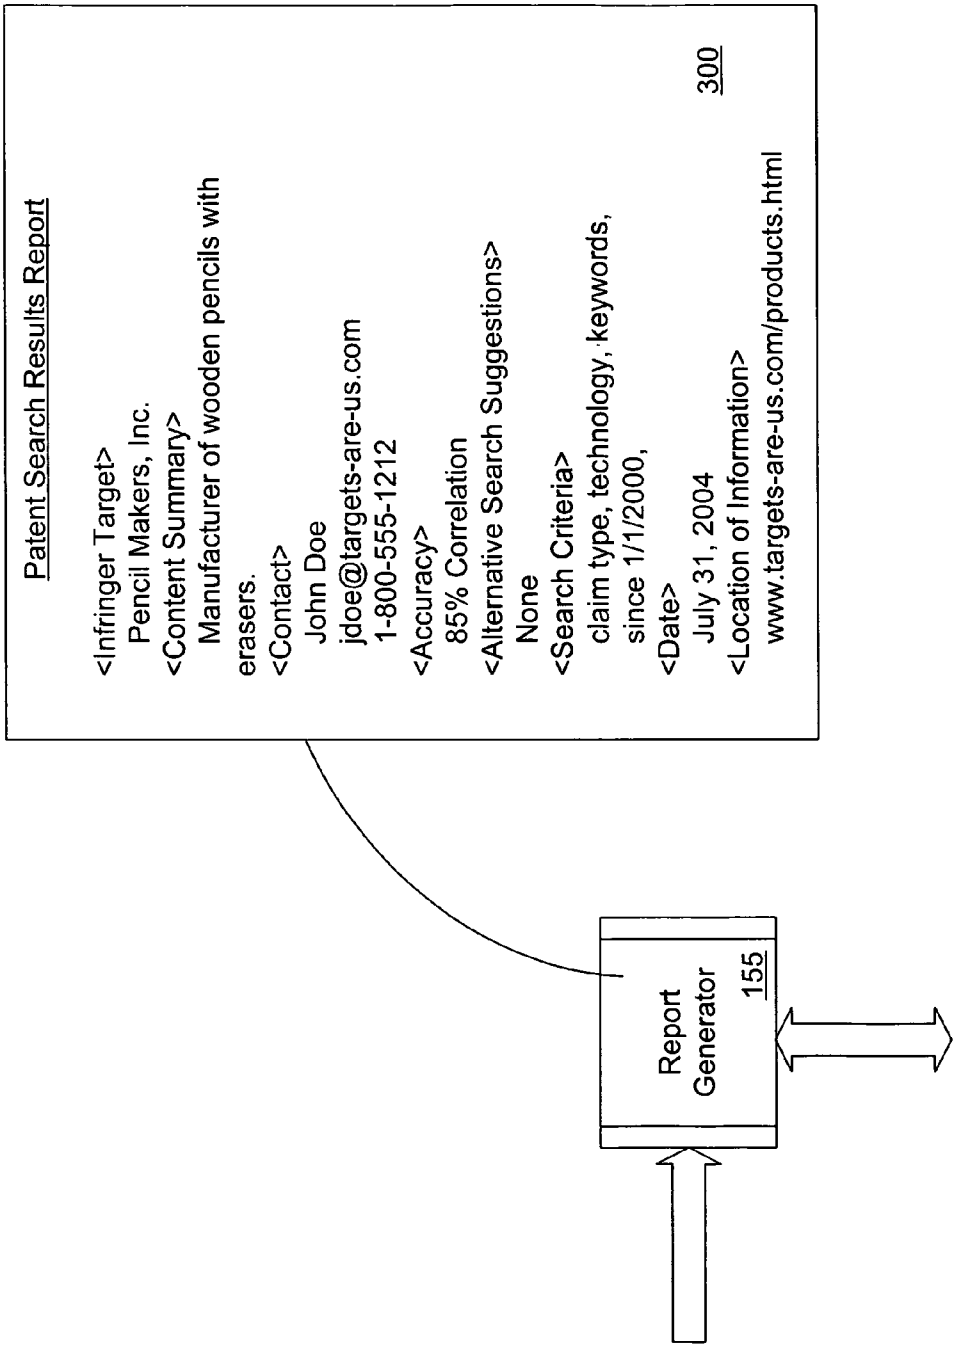 Patent Search Results Report
<Infringer Target>
Pencil Makers, Inc.
<Content Summary>
Manufacturer of wooden pencils with
erasers.
<Contact>
John Doe
jdoe@targets-are-us.com
1-800-555-1212
<Accuracy>
85% Correlation
<Alternative Search Suggestions>
None
<Search Criteria>
claim type, technology, keywords,
since 1/1/2000,
<Date>
July 31, 2004
<Location of Information>
www.targets-are-us.com/products.html
300
Report
Generator
155